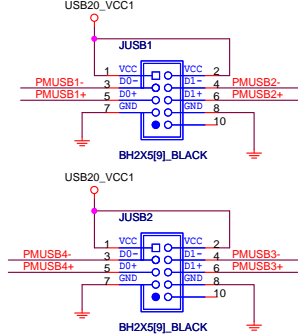 USB20_VCC1
JUSB1
1 VCC VCC 2
PMUSB1- 3 D0- D1- 4 PMUSB2-
PMUSB1+ 5 D0+ D1+ 6 PMUSB2+
7 GND GND 8
10
BH2X5[9]_BLACK
USB20_VCC1
JUSB2
1 VCC VCC 2
PMUSB4- 3 D0- D1- 4 PMUSB3-
PMUSB4+ 5 D0+ D1+ 6 PMUSB3+
7 GND GND 8
10
BH2X5[9]_BLACK